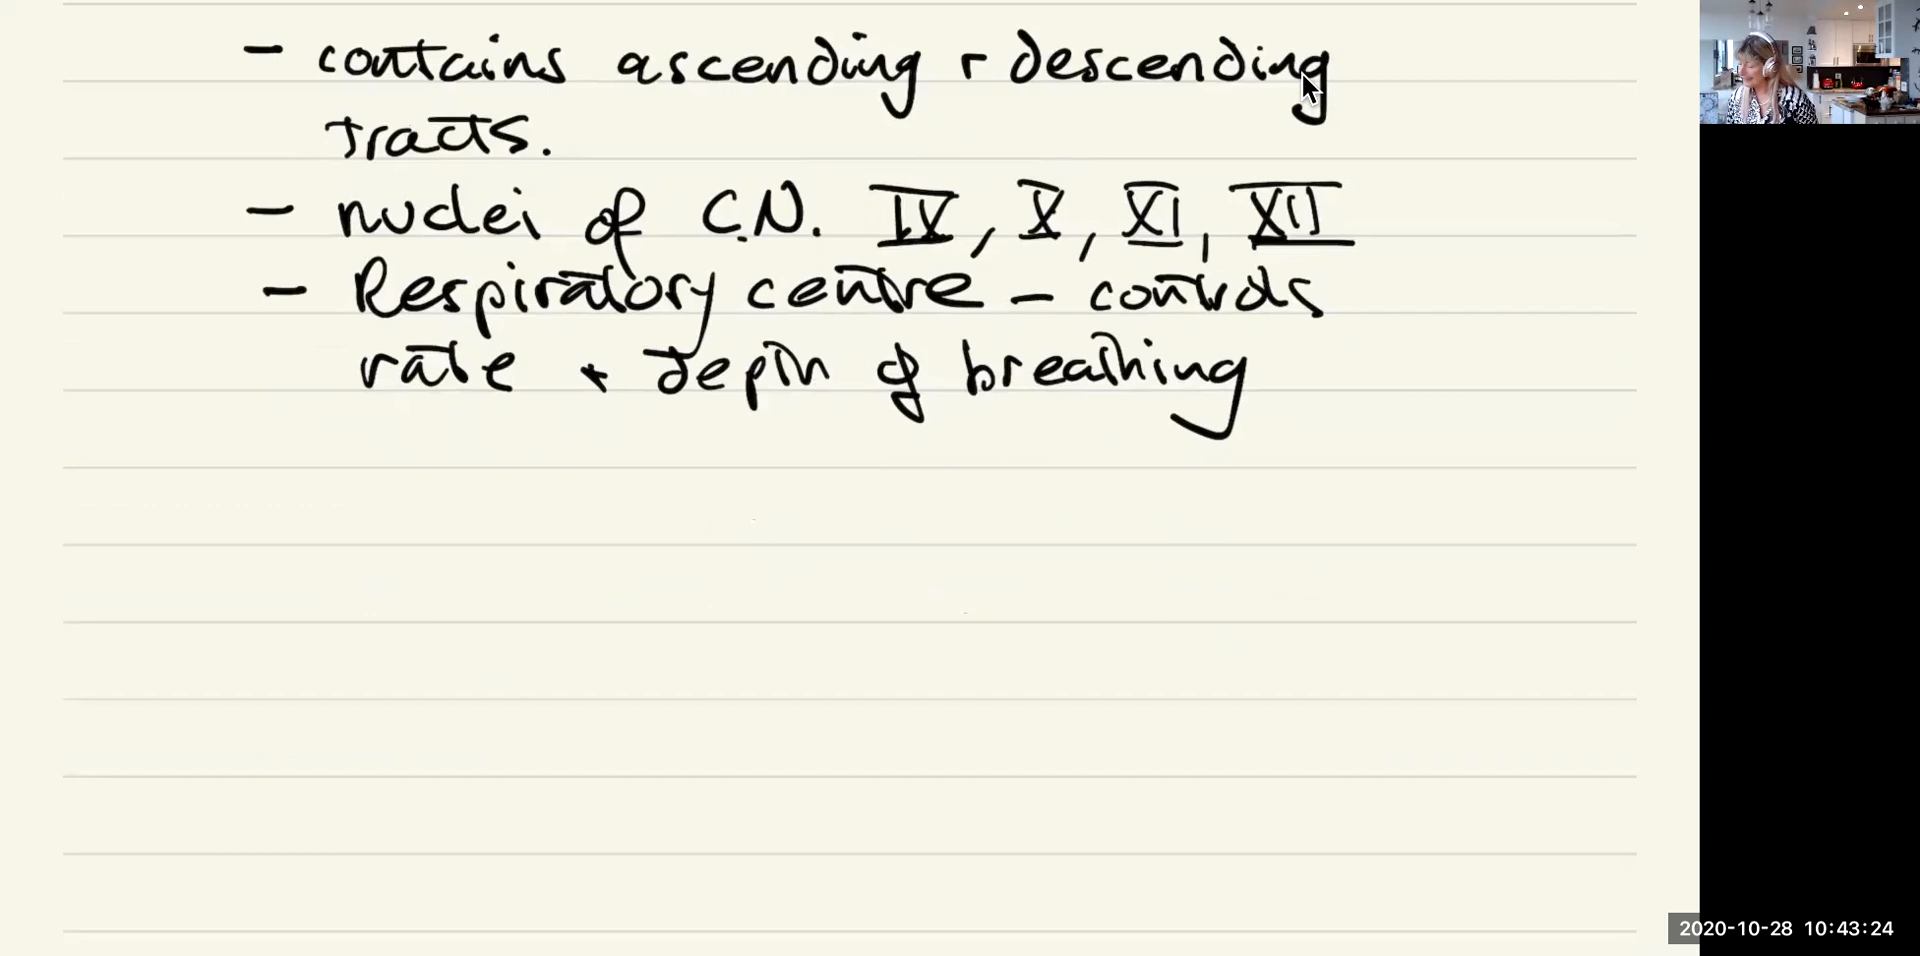 - contains ascending + descending
tracts.
- nuclei of C.N. IV, X, XI, XII
- Respiratory centre - controls
rate + depth of breathing
2020-10-28 10:43:24